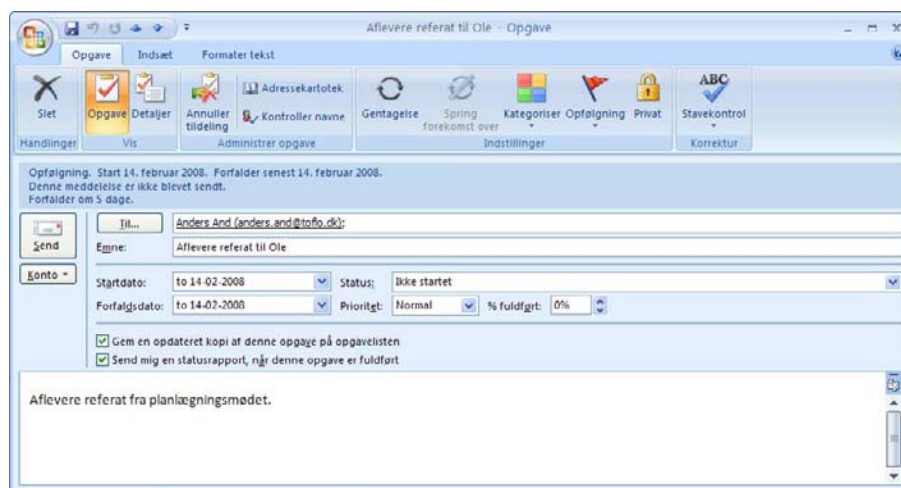 Aflevere referat til Ole - Opgave
Opgave Indsæt Formater tekst
Slet Opgave Detaljer Annuller tildeling Adressekartotek Kontroller navne Gentagelse Spring forekomst over Kategoriser Opfølgning Privat ABC Stavekontrol
Handlinger Vis Administrer opgave Indstillinger Korrektur
Opfølgning. Start 14. februar 2008. Forfalder senest 14. februar 2008.
Denne meddelelse er ikke blevet sendt.
Forfalder om 5 dage.
Send Til... Anders And (anders.and@toflo.dk);
Emne: Aflevere referat til Ole
Konto
Startdato: to 14-02-2008 Status: Ikke startet
Forfaldsdato: to 14-02-2008 Prioritet: Normal % fuldført: 0%
Gem en opdateret kopi af denne opgave på opgavelisten
Send mig en statusrapport, når denne opgave er fuldført
Aflevere referat fra planlægningsmødet.